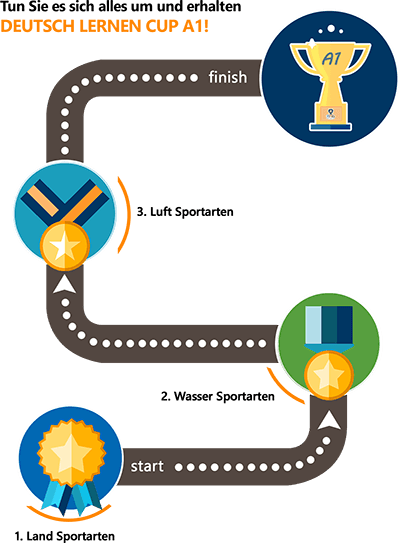 Tun Sie es sich alles um und erhalten
DEUTSCH LERNEN CUP A1!
finish
A1
3. Luft Sportarten
2. Wasser Sportarten
start
1. Land Sportarten